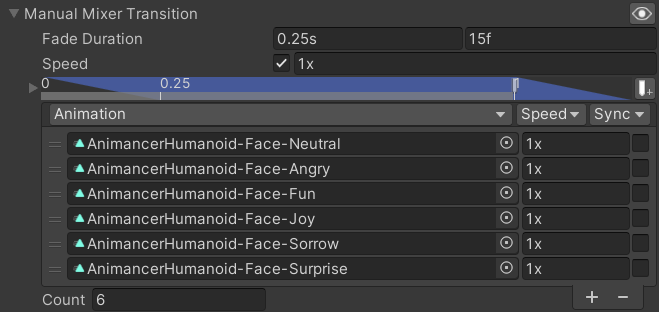 Manual Mixer Transition
Fade Duration 0.25s 15f
Speed 1x
0 0.25 1
Animation Speed Sync
AnimancerHumanoid-Face-Neutral 1x
AnimancerHumanoid-Face-Angry 1x
AnimancerHumanoid-Face-Fun 1x
AnimancerHumanoid-Face-Joy 1x
AnimancerHumanoid-Face-Sorrow 1x
AnimancerHumanoid-Face-Surprise 1x
Count 6